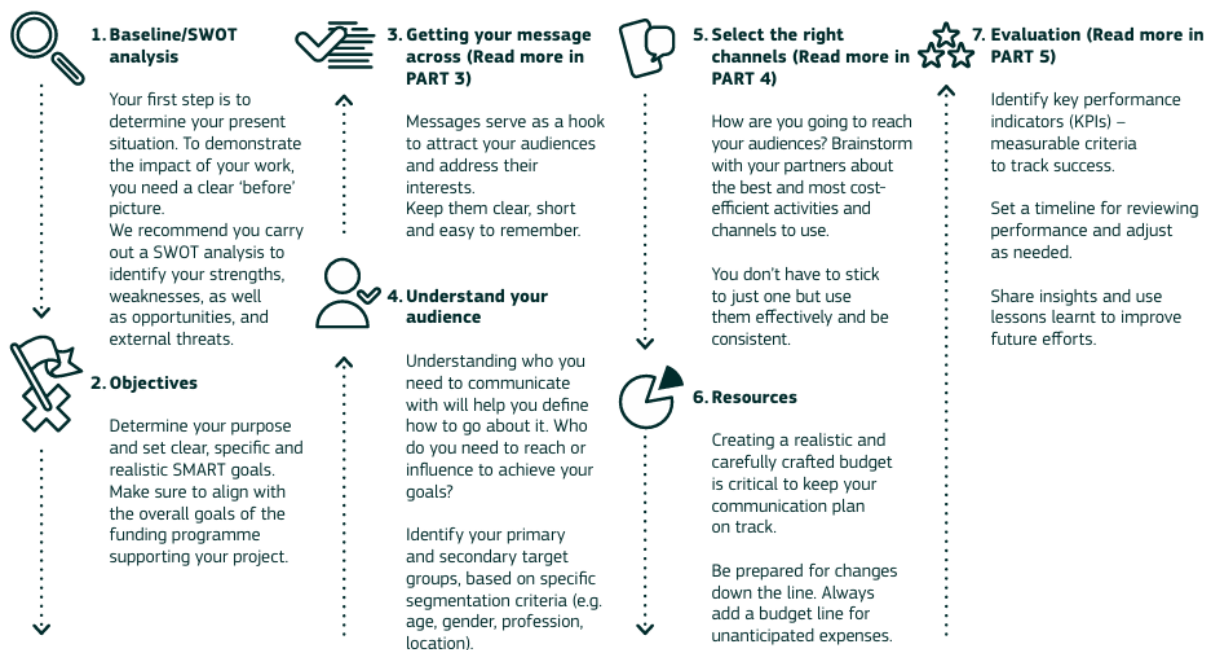 1. Baseline/SWOT
analysis
Your first step is to
determine your present
situation. To demonstrate
the impact of your work,
you need a clear ‘before’
picture.
We recommend you carry
out a SWOT analysis to
identify your strengths,
weaknesses, as well
as opportunities, and
external threats.
2. Objectives
Determine your purpose
and set clear, specific and
realistic SMART goals.
Make sure to align with
the overall goals of the
funding programme
supporting your project.
3. Getting your message
across (Read more in
PART 3)
Messages serve as a hook
to attract your audiences
and address their
interests.
Keep them clear, short
and easy to remember.
4. Understand your
audience
Understanding who you
need to communicate
with will help you define
how to go about it. Who
do you need to reach or
influence to achieve your
goals?
Identify your primary
and secondary target
groups, based on specific
segmentation criteria (e.g.
age, gender, profession,
location).
5. Select the right
channels (Read more in
PART 4)
How are you going to reach
your audiences? Brainstorm
with your partners about
the best and most cost-
efficient activities and
channels to use.
You don’t have to stick
to just one but use
them effectively and be
consistent.
6. Resources
Creating a realistic and
carefully crafted budget
is critical to keep your
communication plan
on track.
Be prepared for changes
down the line. Always
add a budget line for
unanticipated expenses.
7. Evaluation (Read more in
PART 5)
Identify key performance
indicators (KPIs) –
measurable criteria
to track success.
Set a timeline for reviewing
performance and adjust
as needed.
Share insights and use
lessons learnt to improve
future efforts.